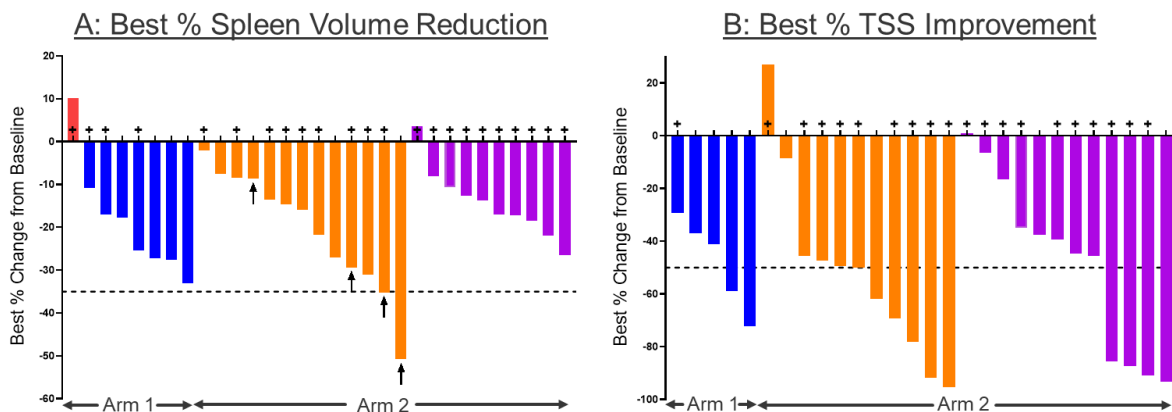 A: Best % Spleen Volume Reduction
Best % Change from Baseline
20
10
0
-10
-20
-30
-40
-50
-60
+ + + + + + + + + + + + + + + + + + + + + +
Arm 1
Arm 2
B: Best % TSS Improvement
Best % Change from Baseline
20
0
-20
-40
-60
-80
-100
+ + + + + + + + + + + + + + + + + + +
Arm 1
Arm 2